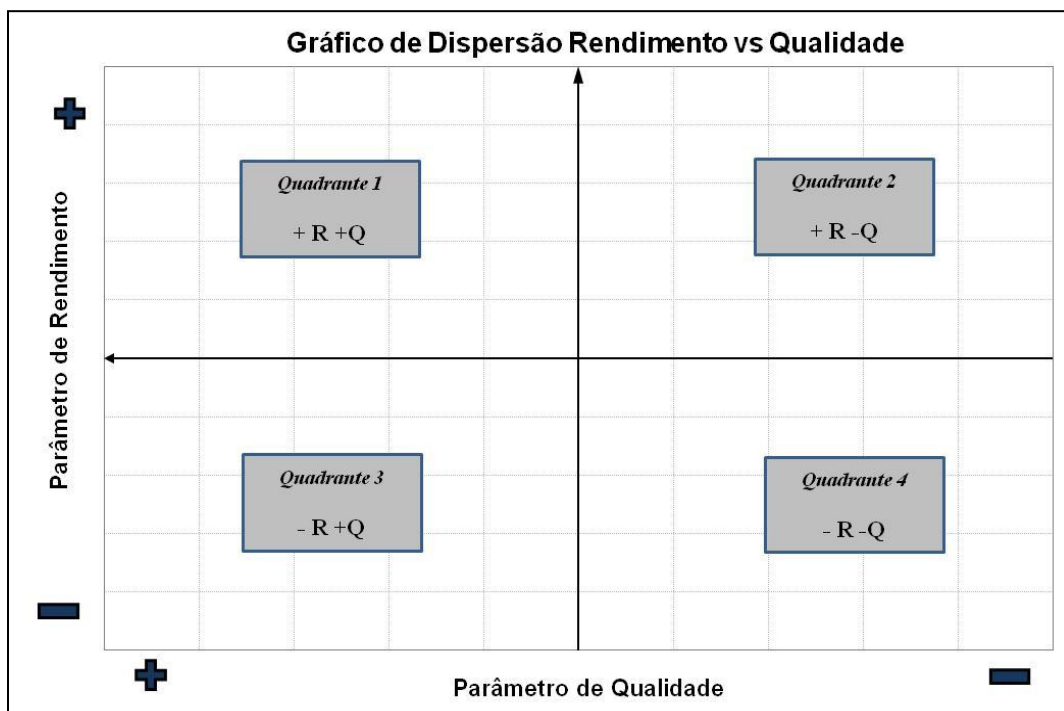 Gráfico de Dispersão Rendimento vs Qualidade
Parâmetro de Rendimento
Quadrante 1
+ R +Q
Quadrante 2
+ R -Q
Quadrante 3
- R +Q
Quadrante 4
- R -Q
Parâmetro de Qualidade